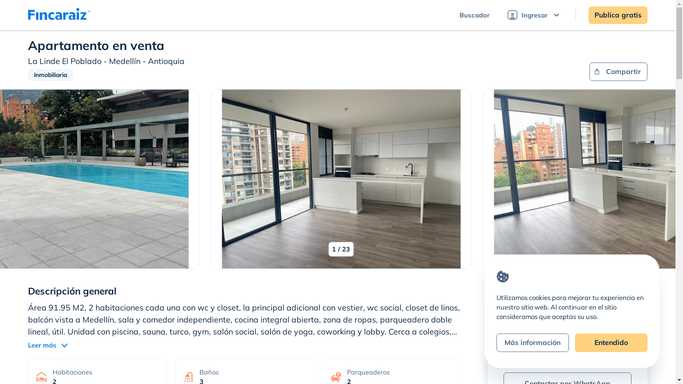 Fincaraiz
Buscador
Ingresar
Publica gratis
Apartamento en venta
La Linde El Poblado - Medellín - Antioquia
Inmobiliaria
Compartir
1 / 23
Descripción general
Área 91.95 M2, 2 habitaciones cada una con wc y closet, la principal adicional con vestier, wc social, closet de linos,
balcón vista a Medellín, sala y comedor independiente, cocina integral abierta, zona de ropas, parqueadero doble
lineal, útil. Unidad con piscina, sauna, turco, gym, salón social, salón de yoga, coworking y lobby. Cerca a colegios,...
Leer más
Habitaciones
2
Baños
3
Parqueaderos
2
Utilizamos cookies para mejorar tu experiencia en
nuestro sitio web. Al continuar en el sitio
consideramos que aceptas su uso.
Más información
Entendido
Contactar por WhatsApp